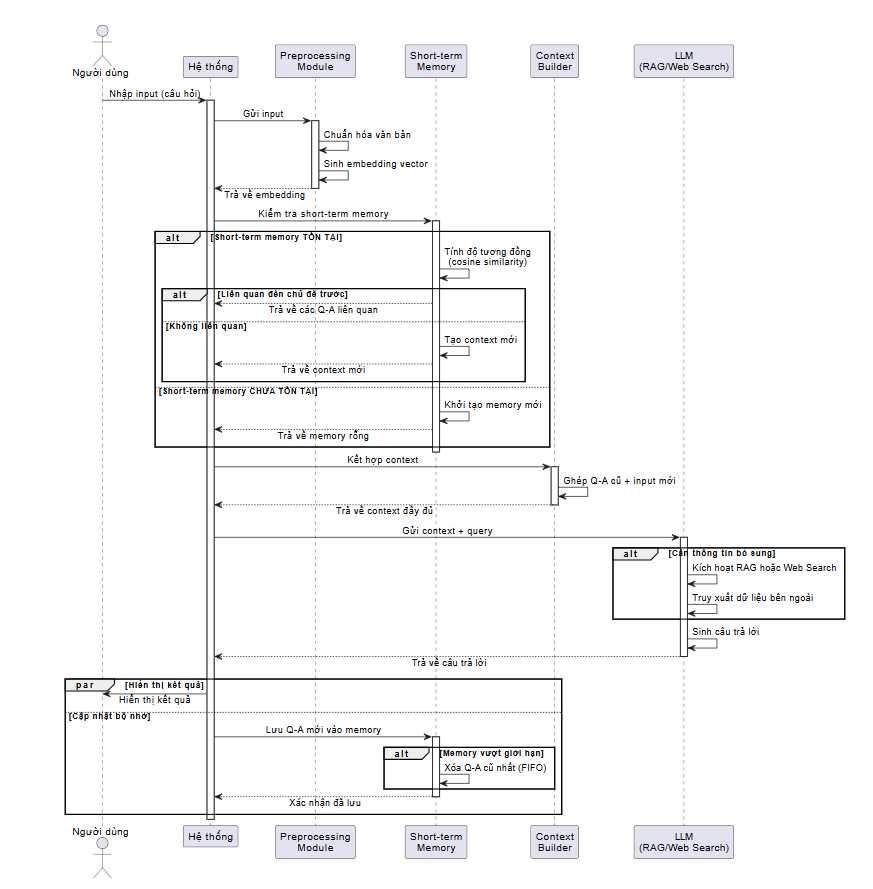 Người dùng
Hệ thống
Preprocessing
Module
Short-term
Memory
Context
Builder
LLM
(RAG/Web Search)
Nhập input (câu hỏi)
Gửi input
Chuẩn hóa văn bản
Sinh embedding vector
Trả về embedding
Kiểm tra short-term memory
alt
[Short-term memory TỒN TẠI]
Tính độ tương đồng
(cosine similarity)
alt
[Liên quan đến chủ đề trước]
Trả về các Q-A liên quan
[Không liên quan]
Tạo context mới
Trả về context mới
[Short-term memory CHƯA TỒN TẠI]
Khởi tạo memory mới
Trả về memory rỗng
Kết hợp context
Ghép Q-A cũ + input mới
Trả về context đầy đủ
Gửi context + query
alt
[Cần thông tin bổ sung]
Kích hoạt RAG hoặc Web Search
Truy xuất dữ liệu bên ngoài
Sinh câu trả lời
Trả về câu trả lời
par
[Hiển thị kết quả]
Hiển thị kết quả
[Cập nhật bộ nhớ]
Lưu Q-A mới vào memory
alt
[Memory vượt giới hạn]
Xóa Q-A cũ nhất (FIFO)
Xác nhận đã lưu
Người dùng
Hệ thống
Preprocessing
Module
Short-term
Memory
Context
Builder
LLM
(RAG/Web Search)